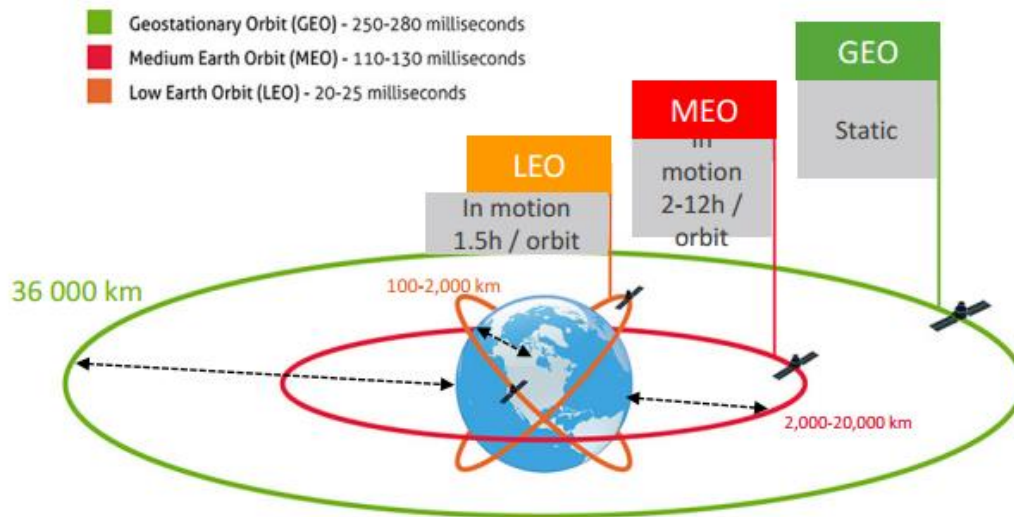 Geostationary Orbit (GEO) - 250-280 milliseconds
Medium Earth Orbit (MEO) - 110-130 milliseconds
Low Earth Orbit (LEO) - 20-25 milliseconds
GEO
Static
MEO
In
motion
2-12h /
orbit
LEO
In motion
1.5h / orbit
36 000 km
100-2,000 km
2,000-20,000 km